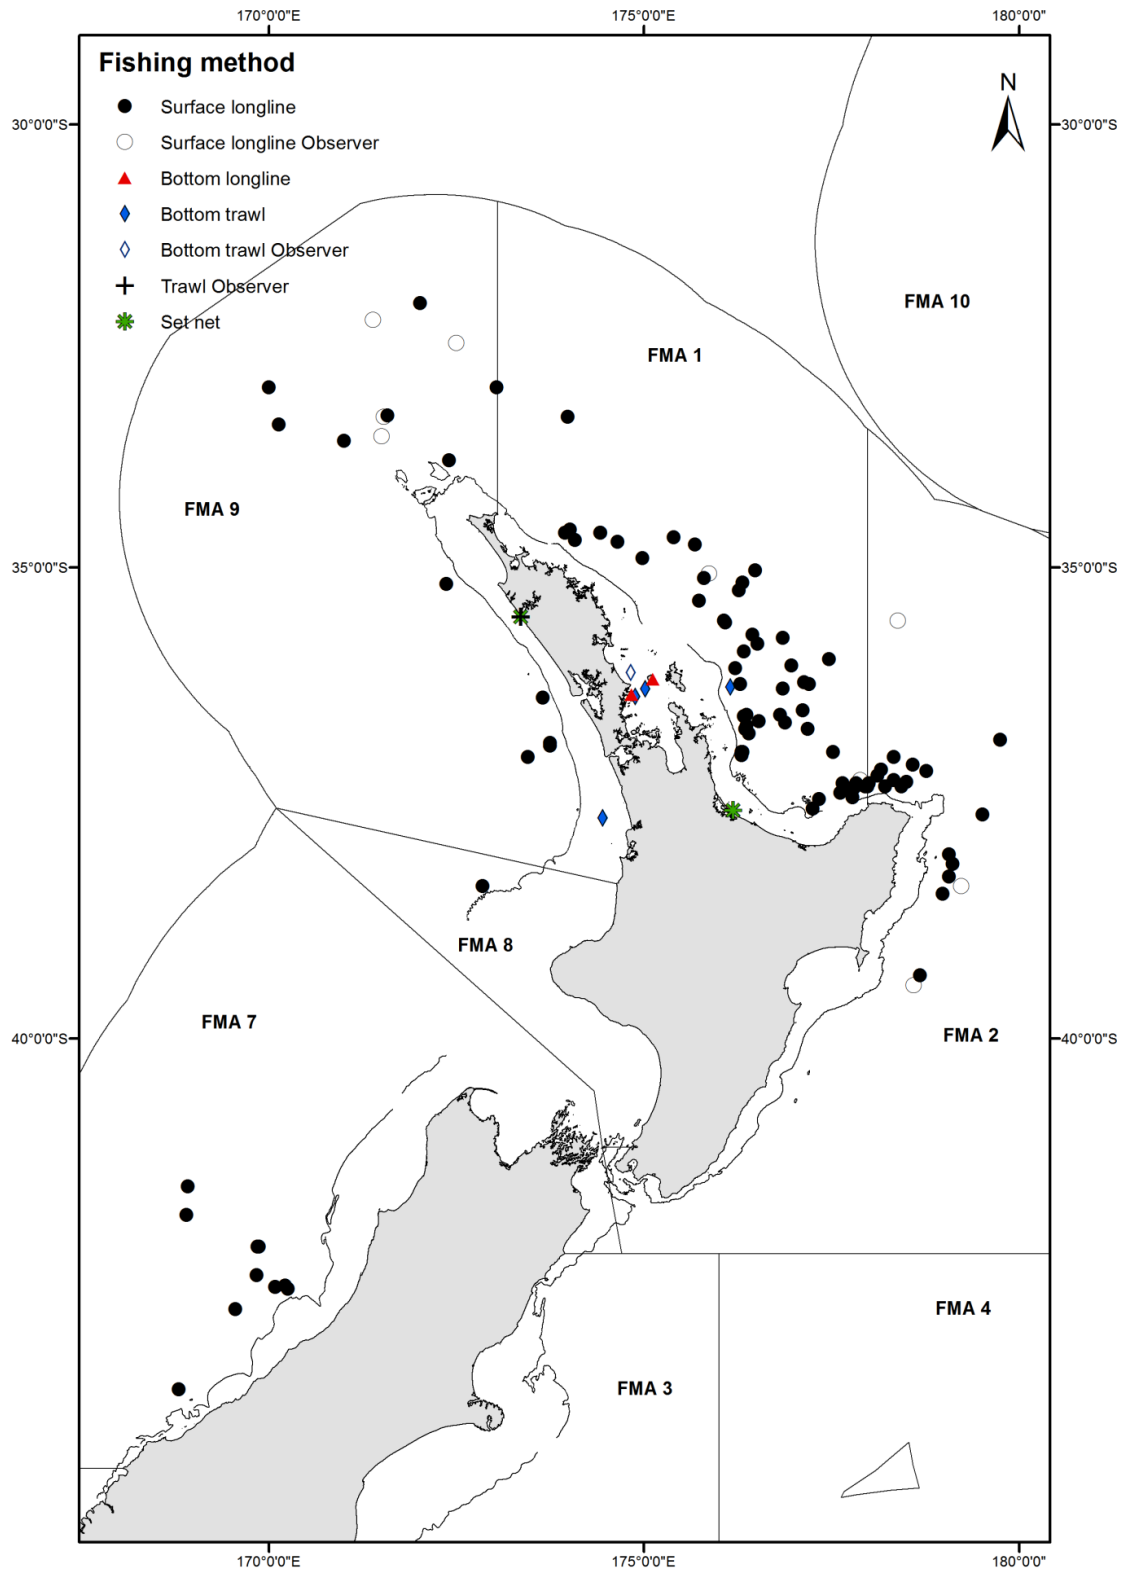 170°0'0"E 175°0'0"E 180°0'0"
Fishing method
Surface longline
Surface longline Observer
Bottom longline
Bottom trawl
Bottom trawl Observer
Trawl Observer
Set net
N
30°0'0"S 30°0'0"S
FMA 10
FMA 1
FMA 9
35°0'0"S 35°0'0"S
FMA 8
FMA 7
FMA 2
40°0'0"S 40°0'0"S
FMA 4
FMA 3
170°0'0"E 175°0'0"E 180°0'0"